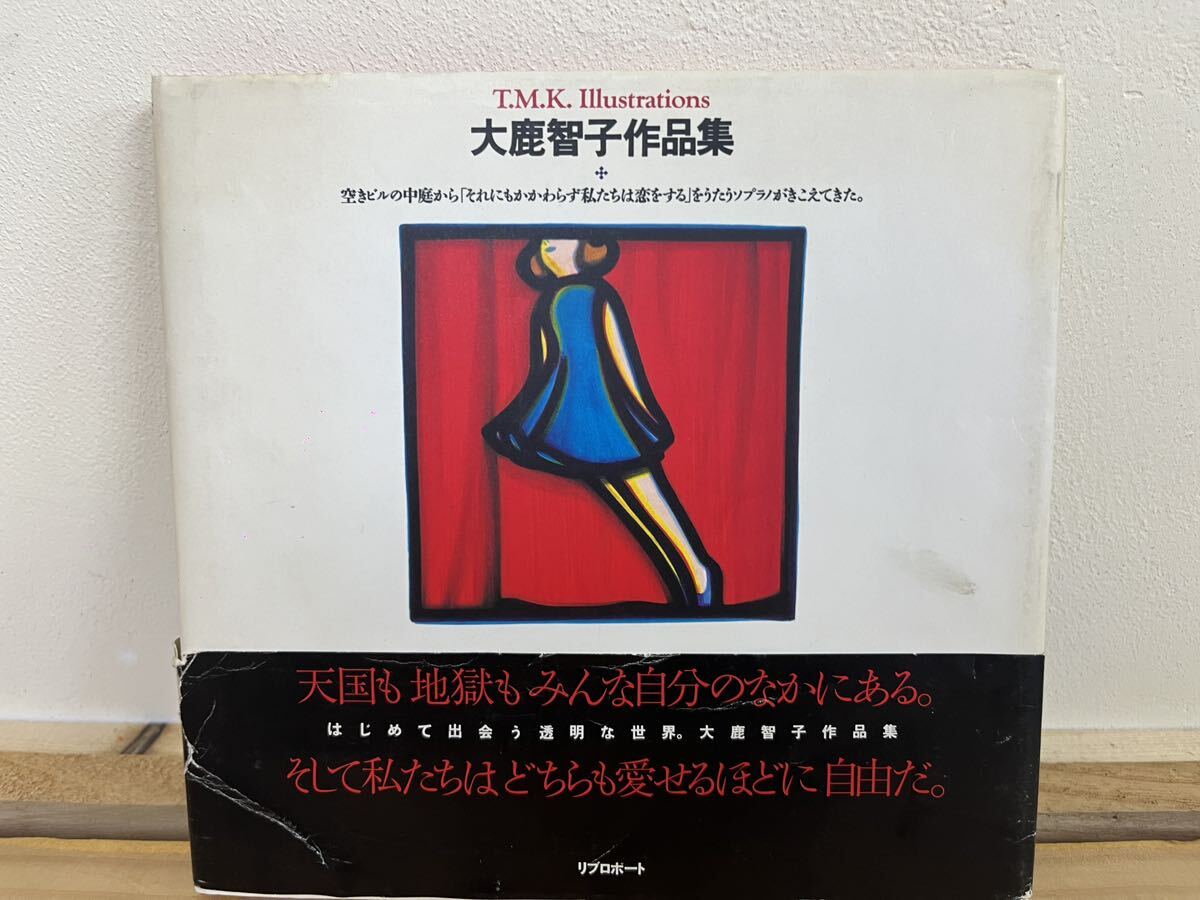 T.M.K. Illustrations
大鹿智子作品集
空きビルの中庭から「それにもかかわらず私たちは恋をする」をうたうソプラノがきこえてきた。
天国も 地獄も みんな自分のなかにある。
はじめて出会う透明な世界。大鹿智子作品集
そして私たちは どちらも愛せるほどに 自由だ。
リブロポート